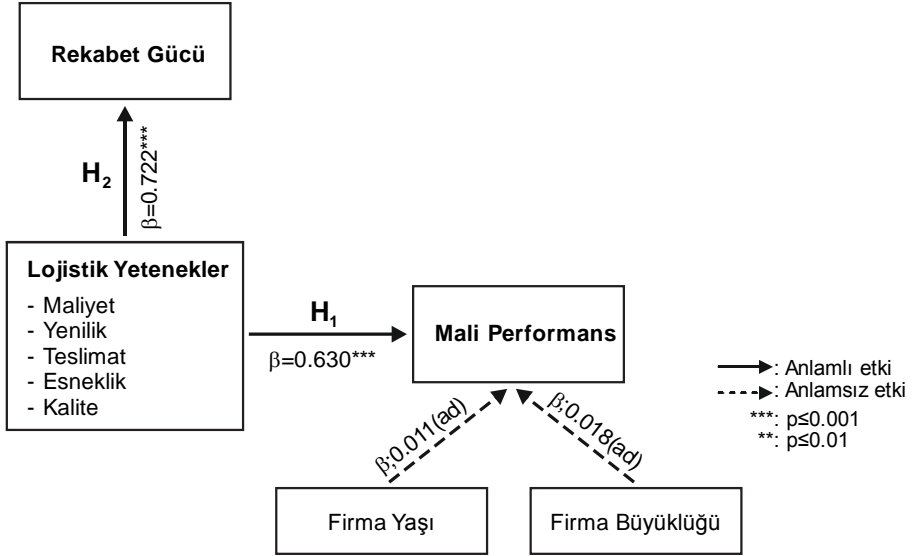 Rekabet Gücü
H2
β=0.722***
Lojistik Yetenekler
- Maliyet
- Yenilik
- Teslimat
- Esneklik
- Kalite
H1
β=0.630***
Mali Performans
β;0.011(ad)
β;0.018(ad)
Firma Yaşı
Firma Büyüklüğü
: Anlamlı etki
: Anlamsız etki
***: p≤0.001
**: p≤0.01